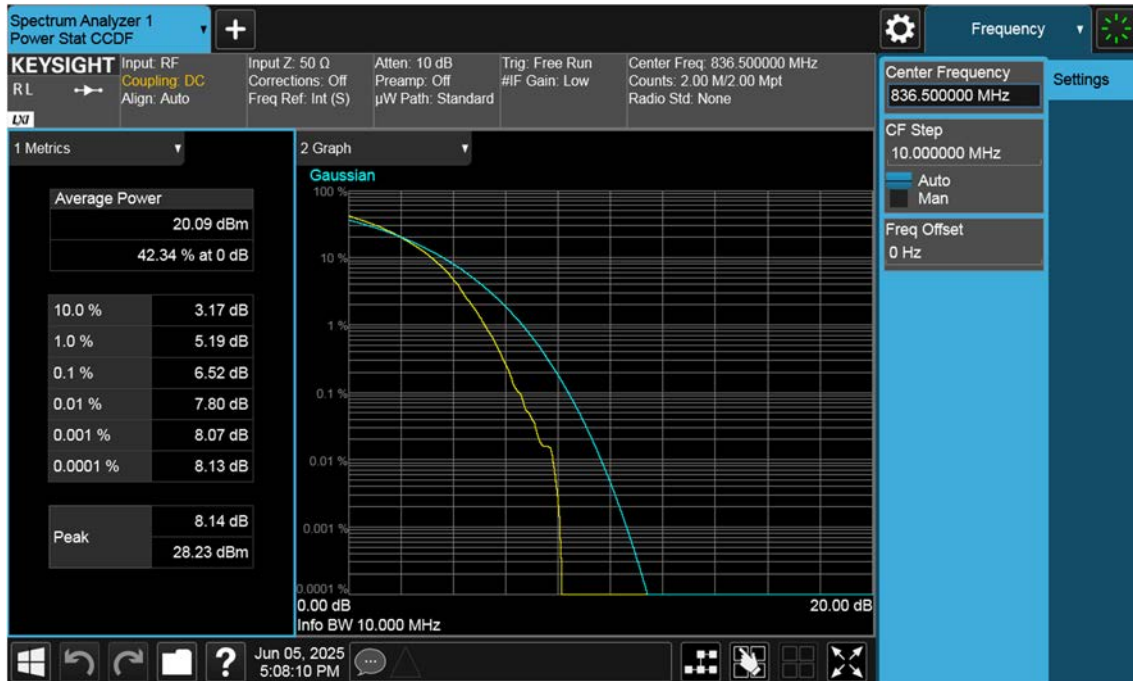 Spectrum Analyzer 1
Power Stat CCDF
Frequency
KEYSIGHT
RL
LXI
Input: RF
Coupling: DC
Align: Auto
Input Z: 50 Ω
Corrections: Off
Freq Ref: Int (S)
Atten: 10 dB
Preamp: Off
µW Path: Standard
Trig: Free Run
#IF Gain: Low
Center Freq: 836.500000 MHz
Counts: 2.00 M/2.00 Mpt
Radio Std: None
Center Frequency
836.500000 MHz
Settings
CF Step
10.000000 MHz
Auto
Man
Freq Offset
0 Hz
1 Metrics
Average Power
20.09 dBm
42.34 % at 0 dB
10.0 % 3.17 dB
1.0 % 5.19 dB
0.1 % 6.52 dB
0.01 % 7.80 dB
0.001 % 8.07 dB
0.0001 % 8.13 dB
Peak
8.14 dB
28.23 dBm
2 Graph
Gaussian
100 %
10 %
1 %
0.1 %
0.01 %
0.001 %
0.0001 %
0.00 dB
20.00 dB
Info BW 10.000 MHz
?
Jun 05, 2025
5:08:10 PM